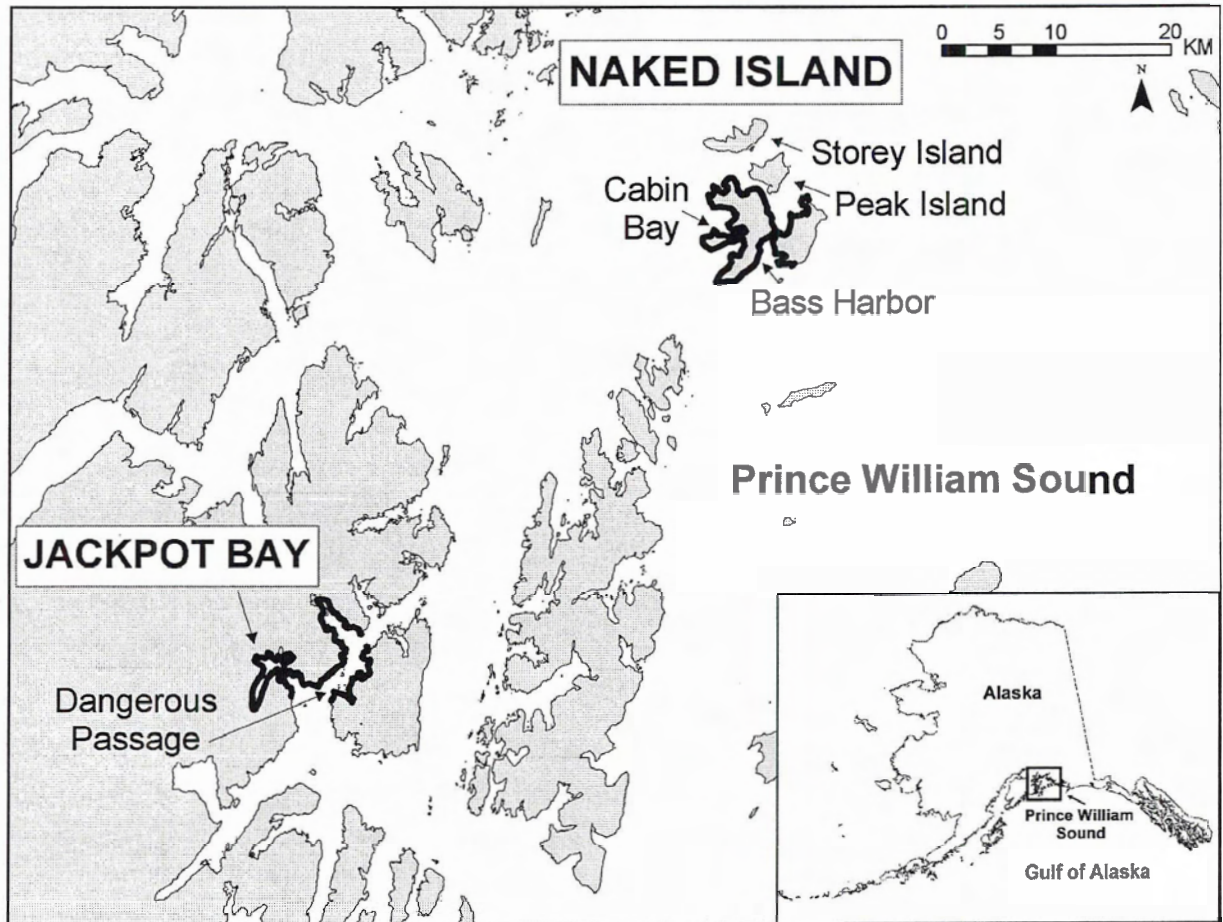 0 5 10 20 KM
NAKED ISLAND
N
Storey Island
Cabin
Bay
Peak Island
Bass Harbor
Prince William Sound
JACKPOT BAY
Dangerous
Passage
Alaska
Prince William
Sound
Gulf of Alaska